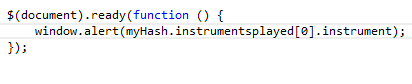 $(document).ready(function () {
    window.alert(myHash.instrumentsplayed[0].instrument);
});